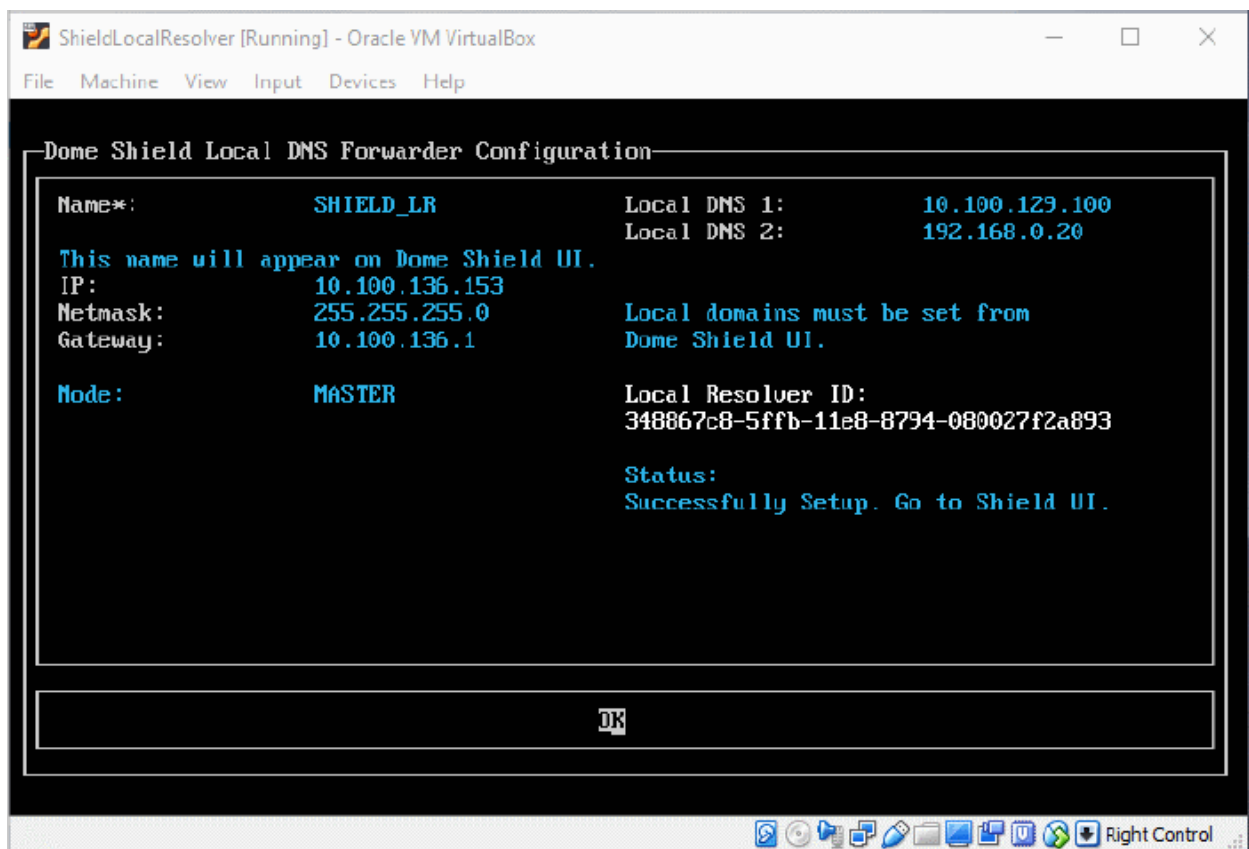 ShieldLocalResolver [Running] - Oracle VM VirtualBox
File Machine View Input Devices Help
Dome Shield Local DNS Forwarder Configuration
Name*: SHIELD_LR
This name will appear on Dome Shield UI.
IP: 10.100.136.153
Netmask: 255.255.255.0
Gateway: 10.100.136.1
Node: MASTER
Local DNS 1: 10.100.129.100
Local DNS 2: 192.168.0.20
Local domains must be set from
Dome Shield UI.
Local Resolver ID:
348867c8-5ffb-11e8-8794-080027f2a893
Status:
Successfully Setup. Go to Shield UI.
OK
Right Control